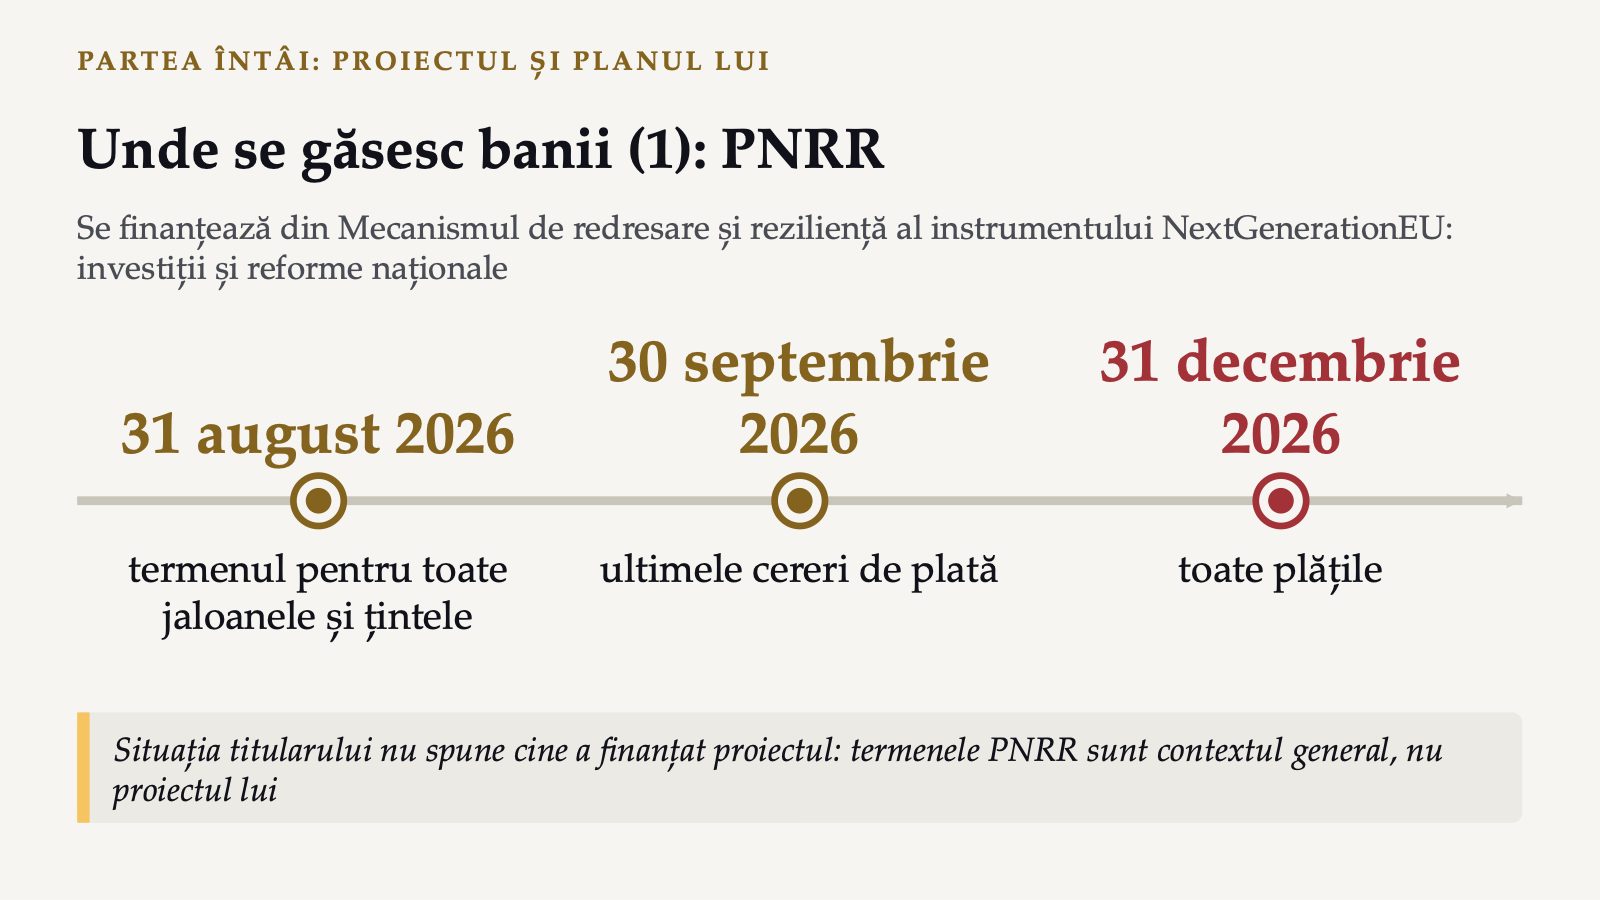 PARTEA ÎNTÂI: PROIECTUL ȘI PLANUL LUI
Unde se găsesc banii (1): PNRR
Se finanțează din Mecanismul de redresare și reziliență al instrumentului NextGenerationEU:
investiții și reforme naționale
31 august 2026
30 septembrie
2026
31 decembrie
2026
termenul pentru toate
jaloanele și țintele
ultimele cereri de plată
toate plățile
Situația titularului nu spune cine a finanțat proiectul: termenele PNRR sunt contextul general, nu
proiectul lui